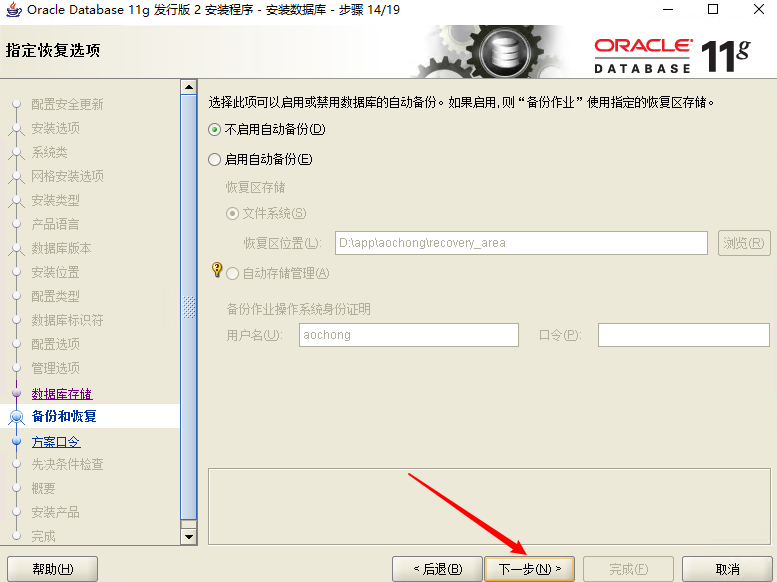 Oracle Database 11g 发行版 2 安装程序 - 安装数据库 - 步骤 14/19
指定恢复选项
ORACLE
DATABASE 11g
配置安全更新
安装选项
系统类
网格安装选项
安装类型
产品语言
数据库版本
安装位置
配置类型
数据库标识符
配置选项
管理选项
数据库存储
备份和恢复
方案口令
先决条件检查
概要
安装产品
完成
选择此项可以启用或禁用数据库的自动备份。如果启用,则 “备份作业” 使用指定的恢复区存储。
不启用自动备份(D)
启用自动备份(E)
恢复区存储
文件系统(S)
恢复区位置(L): D:\app\aochong\recovery_area 浏览(R)
自动存储管理(A)
备份作业操作系统身份证明
用户名(U): aochong 口令(P):
帮助(H) < 后退(B) 下一步(N) > 完成(F) 取消